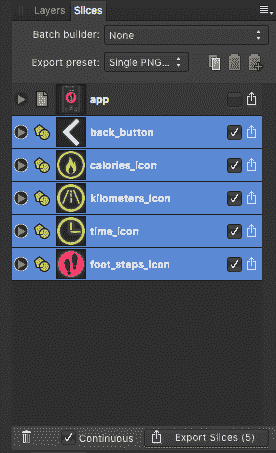 Layers Slices
Batch builder: None
Export preset: Single PNG...
app
back_button
calories_icon
kilometers_icon
time_icon
foot_steps_icon
Continuous Export Slices (5)